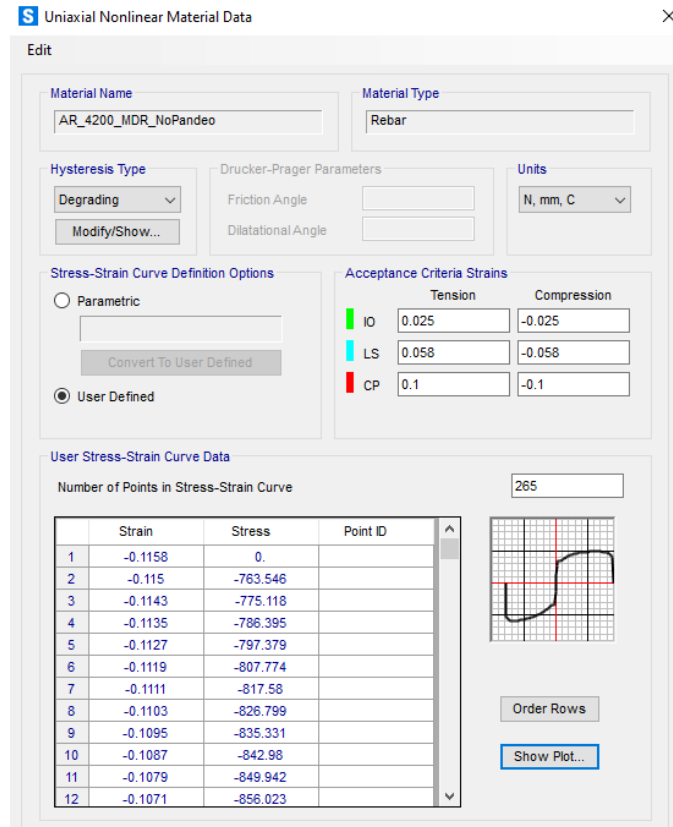 S Uniaxial Nonlinear Material Data
Edit
Material Name
AR_4200_MDR_NoPandeo
Material Type
Rebar
Hysteresis Type
Degrading
Modify/Show...
Drucker-Prager Parameters
Friction Angle
Dilatational Angle
Units
N, mm, C
Stress-Strain Curve Definition Options
Parametric
Convert To User Defined
User Defined
Acceptance Criteria Strains
Tension Compression
IO 0.025 -0.025
LS 0.058 -0.058
CP 0.1 -0.1
User Stress-Strain Curve Data
Number of Points in Stress-Strain Curve 265
Strain Stress Point ID
1 -0.1158 0.
2 -0.115 -763.546
3 -0.1143 -775.118
4 -0.1135 -786.395
5 -0.1127 -797.379
6 -0.1119 -807.774
7 -0.1111 -817.58
8 -0.1103 -826.799
9 -0.1095 -835.331
10 -0.1087 -842.98
11 -0.1079 -849.942
12 -0.1071 -856.023
Order Rows
Show Plot...